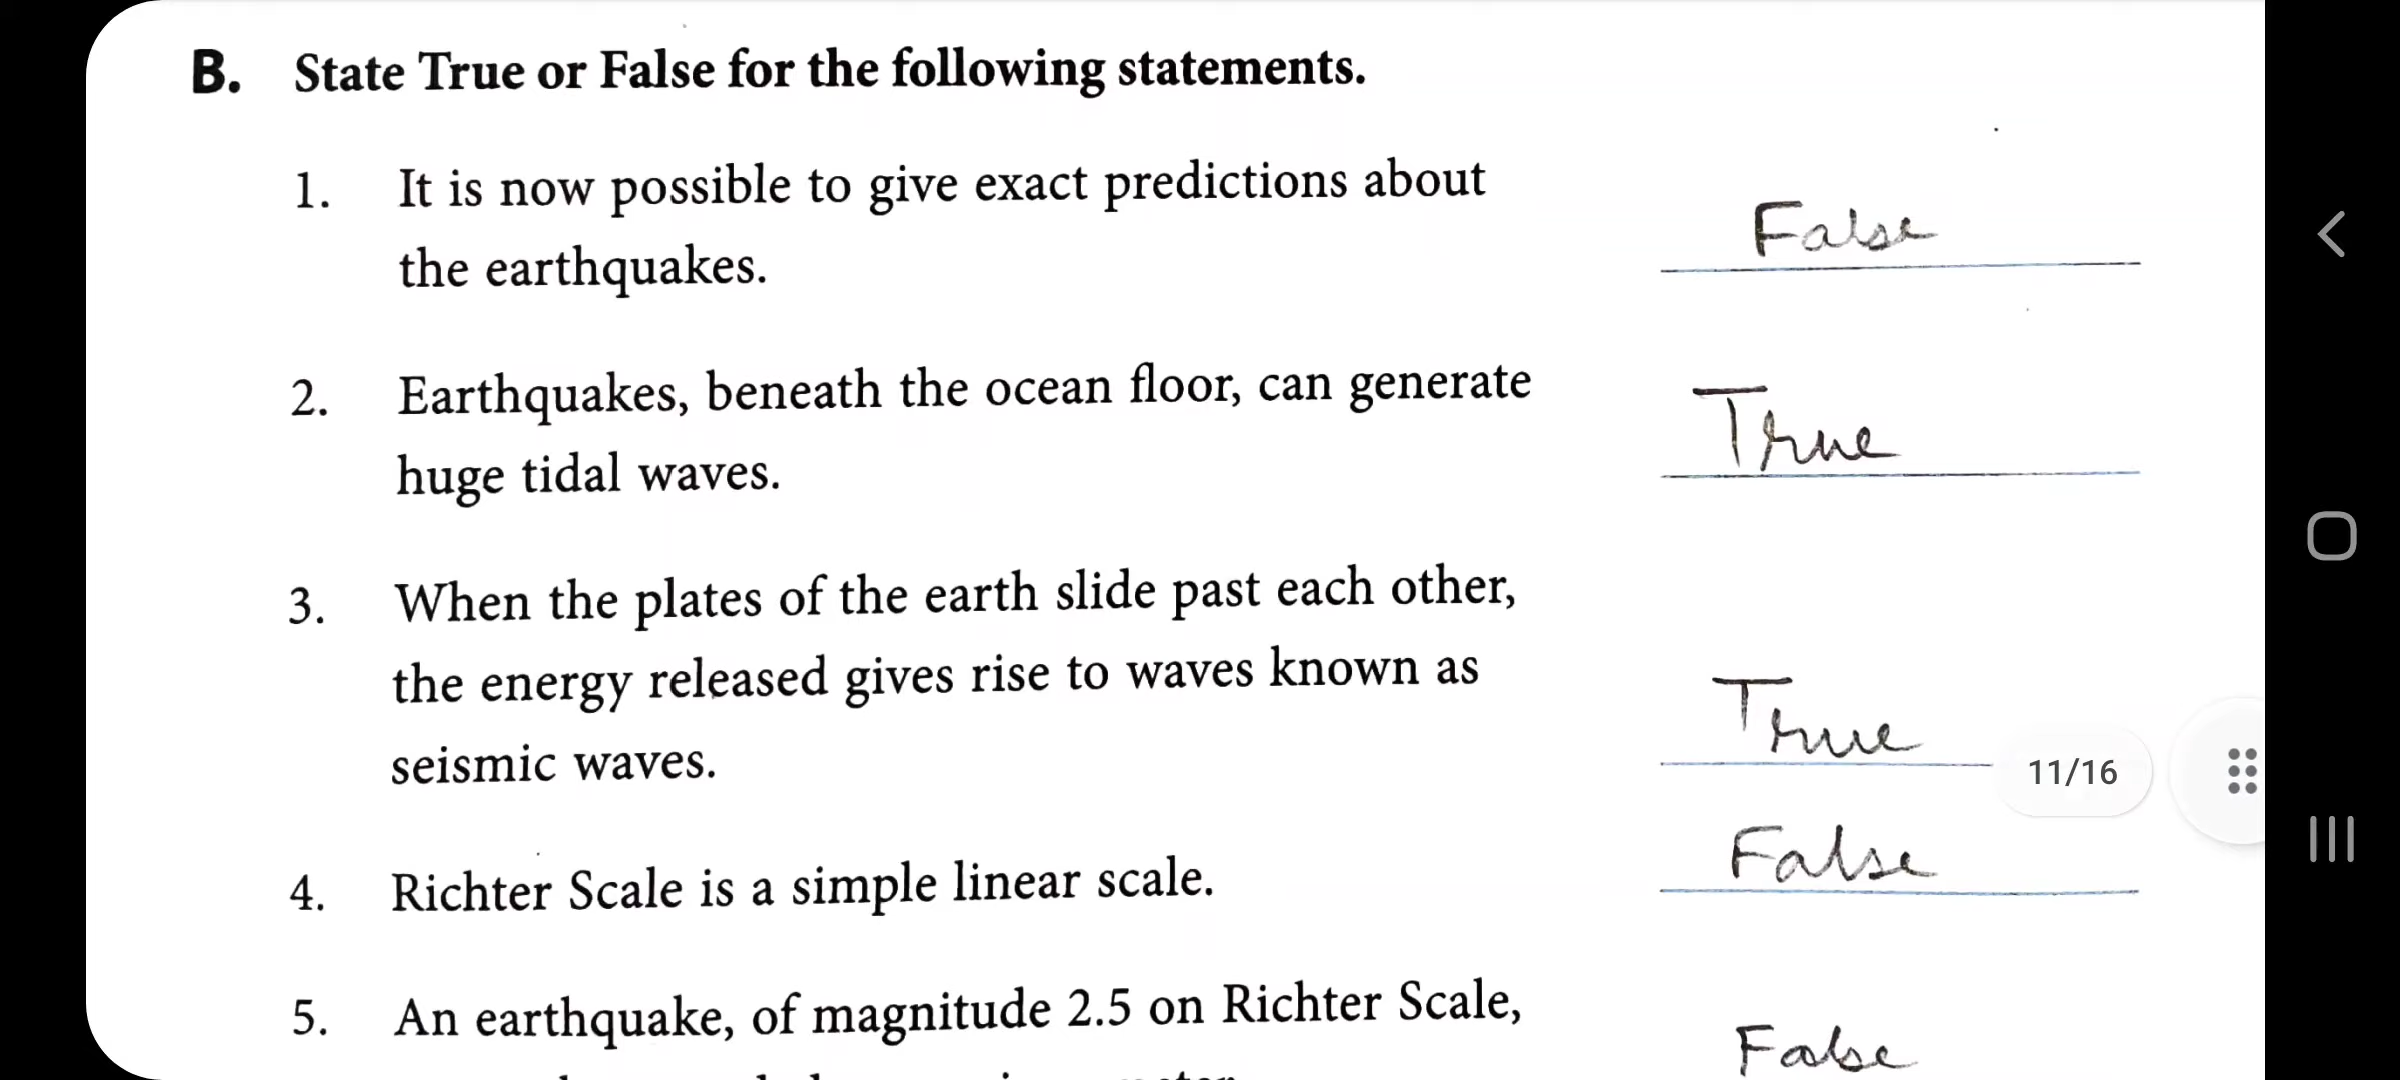 B. State True or False for the following statements.
1. It is now possible to give exact predictions about
the earthquakes. False
2. Earthquakes, beneath the ocean floor, can generate
huge tidal waves. True
3. When the plates of the earth slide past each other,
the energy released gives rise to waves known as
seismic waves. True
11/16
4. Richter Scale is a simple linear scale. False
5. An earthquake, of magnitude 2.5 on Richter Scale,
False